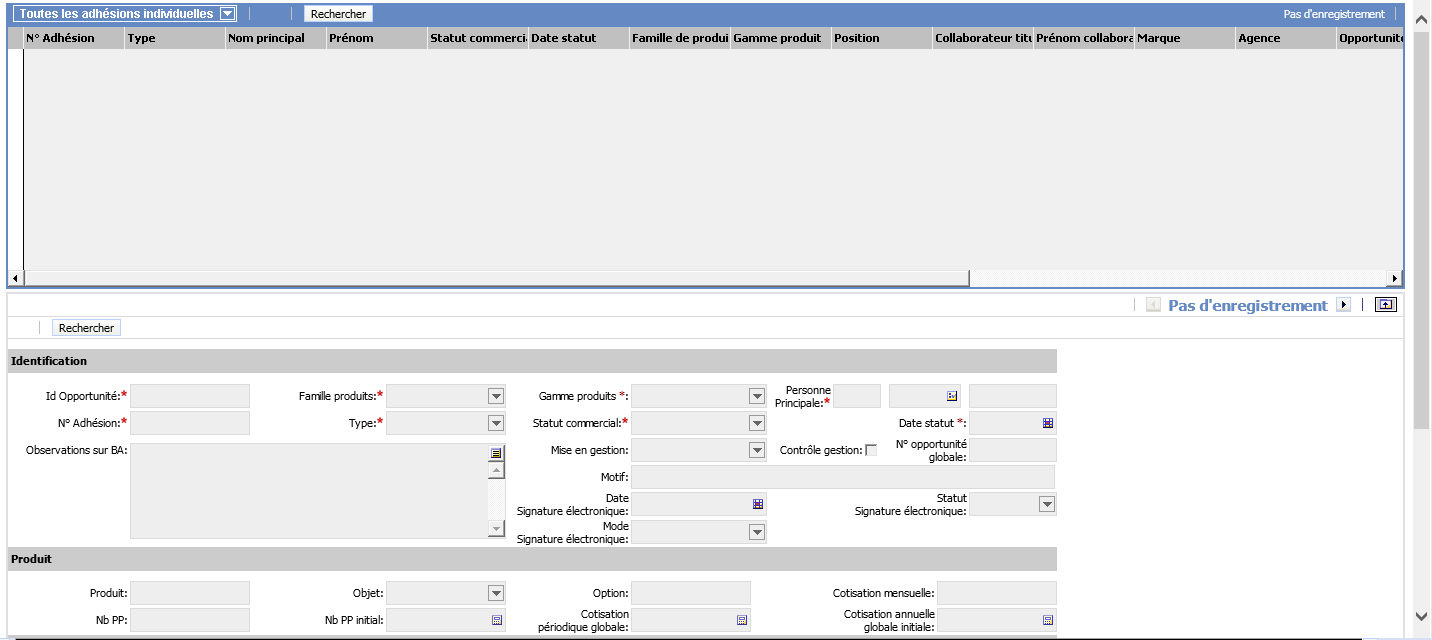 Toutes les adhésions individuelles Rechercher Pas d'enregistrement
N° Adhésion Type Nom principal Prénom Statut commerci Date statut Famille de produi Gamme produit Position Collaborateur titu Prénom collabora Marque Agence Opportunité
Pas d'enregistrement
Rechercher
Identification
Id Opportunité:* Famille produits:* Gamme produits *: Personne Principale:*
N° Adhésion:* Type:* Statut commercial:* Date statut *:
Observations sur BA: Mise en gestion: Contrôle gestion: N° opportunité globale:
Motif:
Date Signature électronique: Statut Signature électronique:
Mode Signature électronique:
Produit
Produit: Objet: Option: Cotisation mensuelle:
Nb PP: Nb PP initial: Cotisation périodique globale: Cotisation annuelle globale initiale: